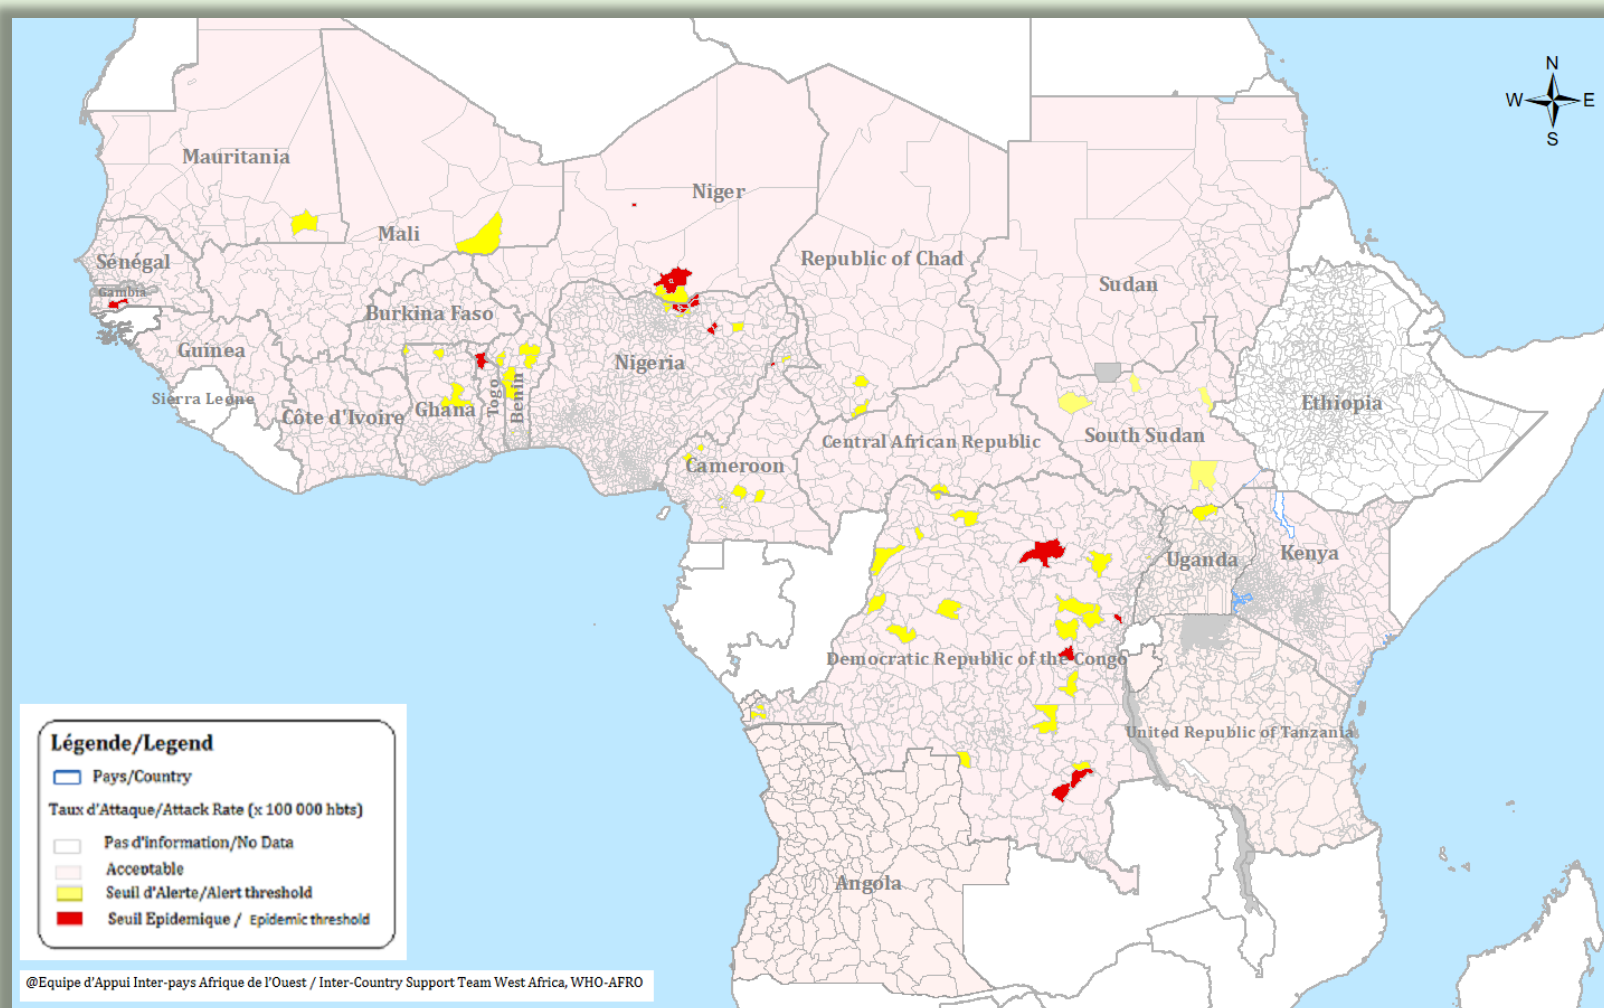 N
W E
S
Mauritania
Niger
Mali
Sénégal
Republic of Chad
Gambia
Sudan
Burkina Faso
Guinea
Nigeria
Sierra Leone
Togo
Benin
Ghana
Côte d'Ivoire
Ethiopia
South Sudan
Central African Republic
Cameroon
Uganda
Kenya
Democratic Republic of the Congo
United Republic of Tanzania
Angola
Légende/Legend
Pays/Country
Taux d'Attaque/Attack Rate (x 100 000 hbts)
Pas d'information/No Data
Acceptable
Seuil d'Alerte/Alert threshold
Seuil Epidemique / Epidemic threshold
@Equipe d'Appui Inter-pays Afrique de l'Ouest / Inter-Country Support Team West Africa, WHO-AFRO